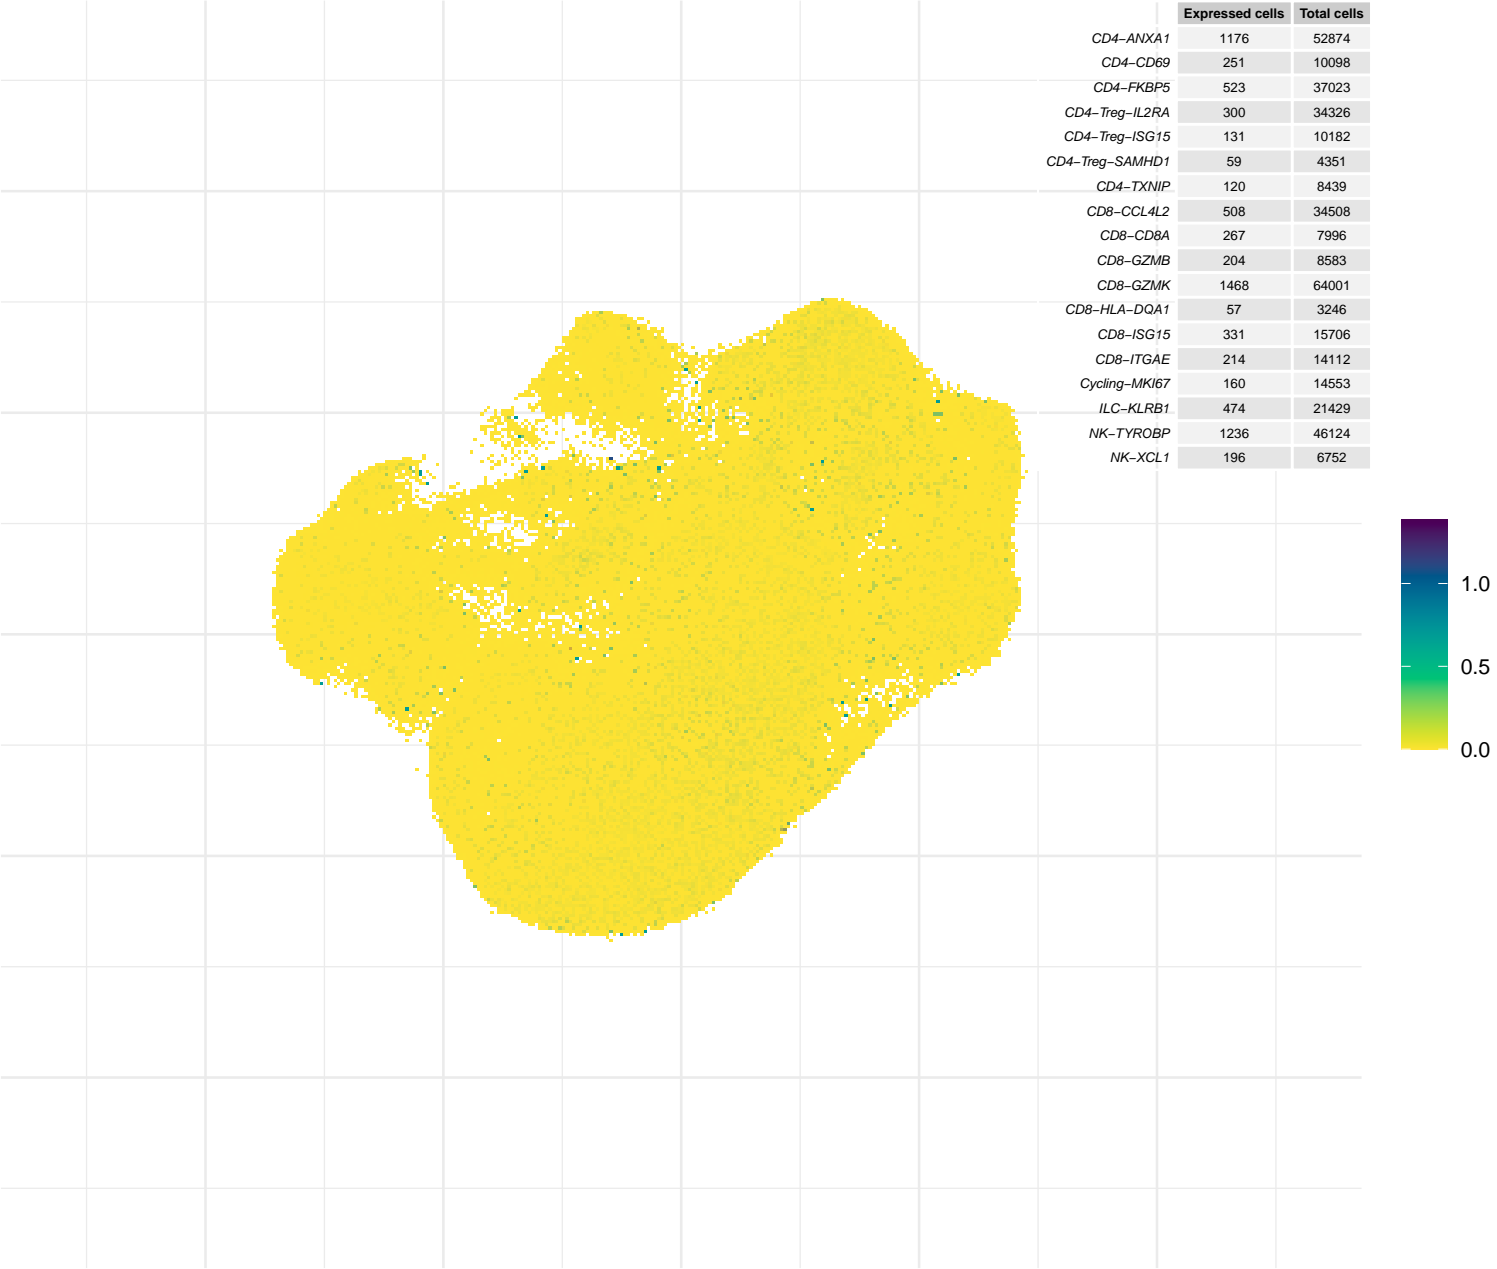 Expressed cells Total cells
CD4−ANXA1 1176 52874
CD4−CD69 251 10098
CD4−FKBP5 523 37023
CD4−Treg−IL2RA 300 34326
CD4−Treg−ISG15 131 10182
CD4−Treg−SAMHD1 59 4351
CD4−TXNIP 120 8439
CD8−CCL4L2 508 34508
CD8−CD8A 267 7996
CD8−GZMB 204 8583
CD8−GZMK 1468 64001
CD8−HLA−DQA1 57 3246
CD8−ISG15 331 15706
CD8−ITGAE 214 14112
Cycling−MKI67 160 14553
ILC−KLRB1 474 21429
NK−TYROBP 1236 46124
NK−XCL1 196 6752
1.0
0.5
0.0